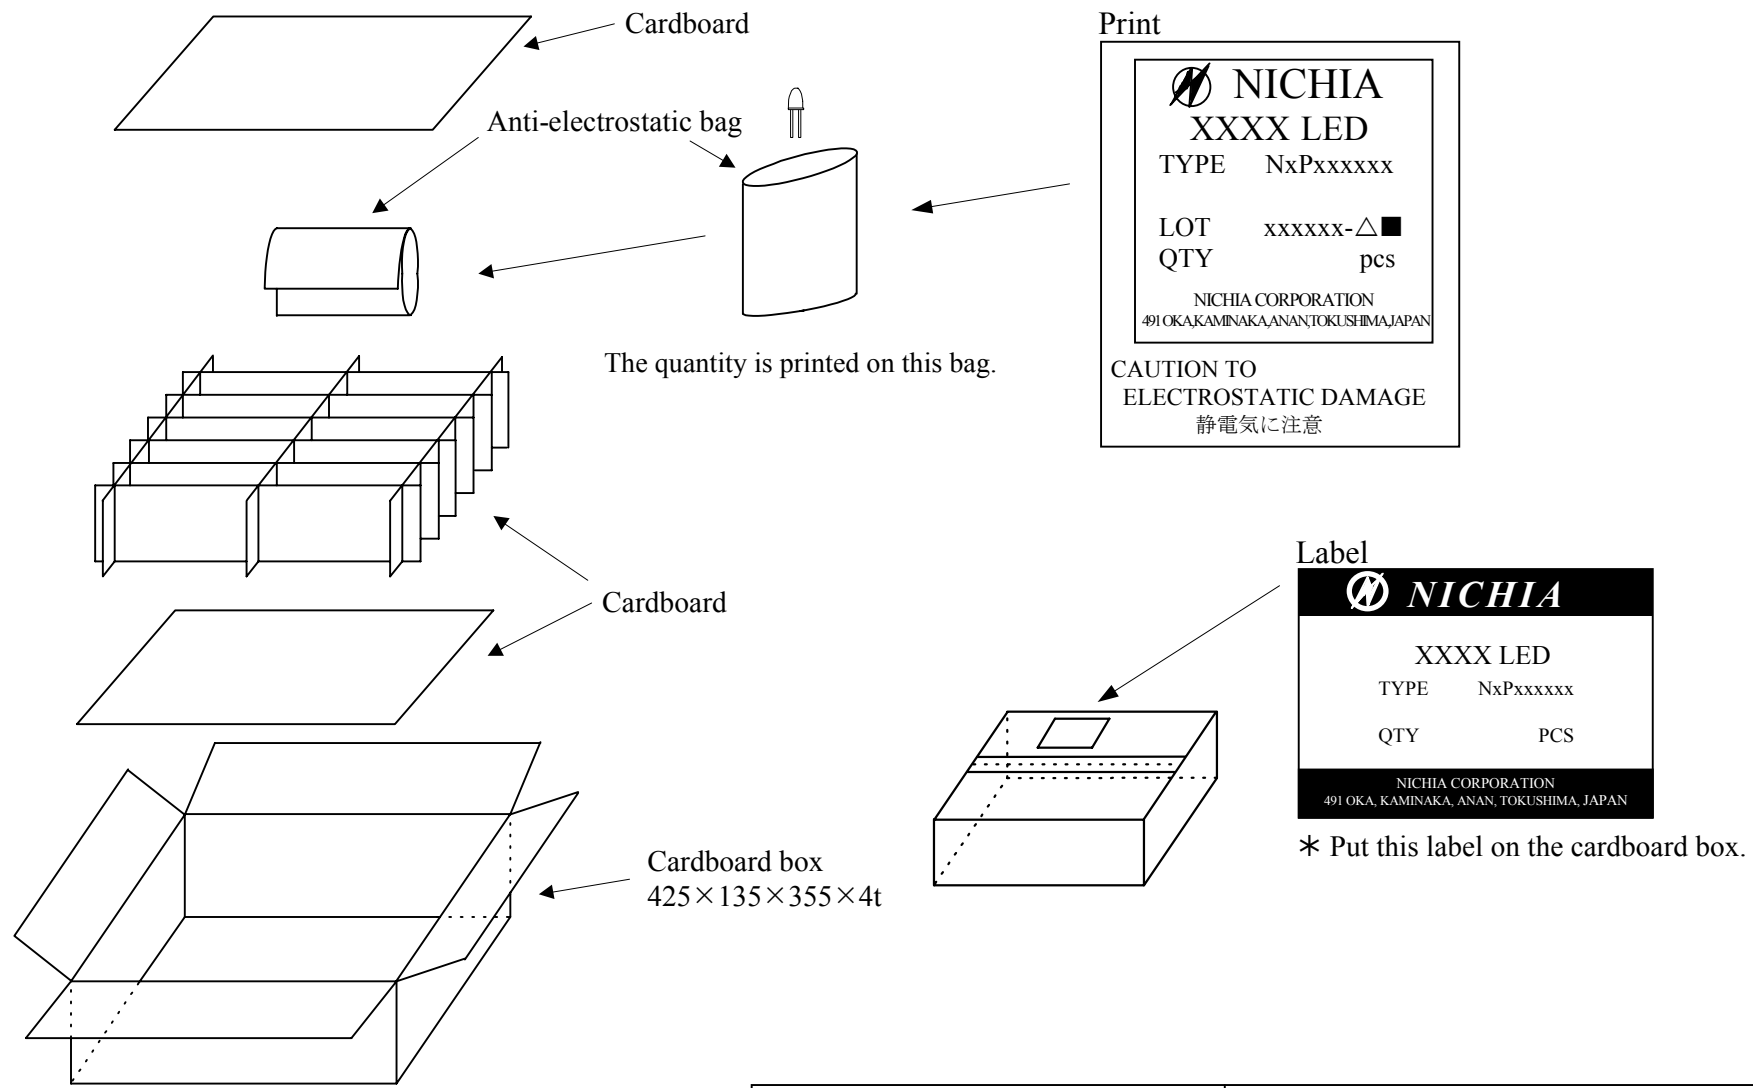 Cardboard
Anti-electrostatic bag
The quantity is printed on this bag.
Cardboard
Cardboard box
425×135×355×4t
Print
NICHIA
XXXX LED
TYPE NxPxxxxxx
LOT xxxxxx-△■
QTY pcs
NICHIA CORPORATION
491 OKA,KAMINAKA,ANAN,TOKUSHIMA,JAPAN
CAUTION TO
ELECTROSTATIC DAMAGE
静電気に注意
Label
NICHIA
XXXX LED
TYPE NxPxxxxxx
QTY PCS
NICHIA CORPORATION
491 OKA, KAMINAKA, ANAN, TOKUSHIMA, JAPAN
＊ Put this label on the cardboard box.